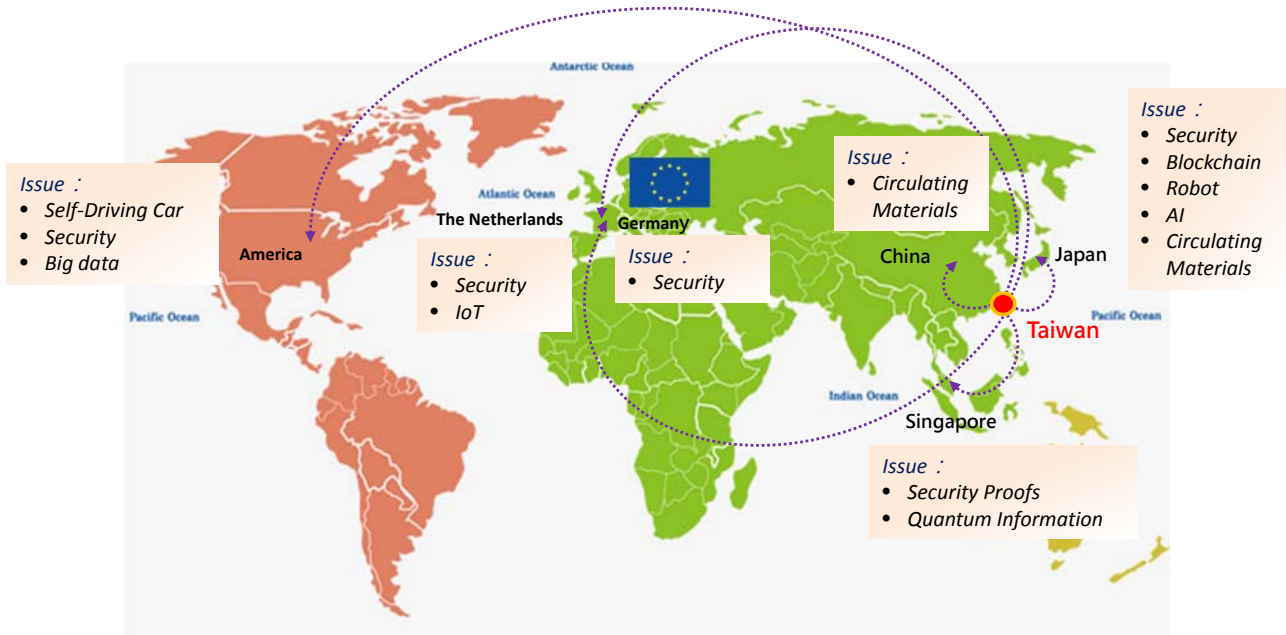 Antarctic Ocean
Issue：
• Self-Driving Car
• Security
• Big data
America
Pacific Ocean
Atlantic Ocean
The Netherlands
Issue：
• Security
• IoT
Germany
Issue：
• Security
Issue：
• Circulating
Materials
China
Japan
Issue：
• Security
• Blockchain
• Robot
• AI
• Circulating
Materials
Pacific Ocean
Taiwan
Indian Ocean
Singapore
Issue：
• Security Proofs
• Quantum Information
Pacific Ocean